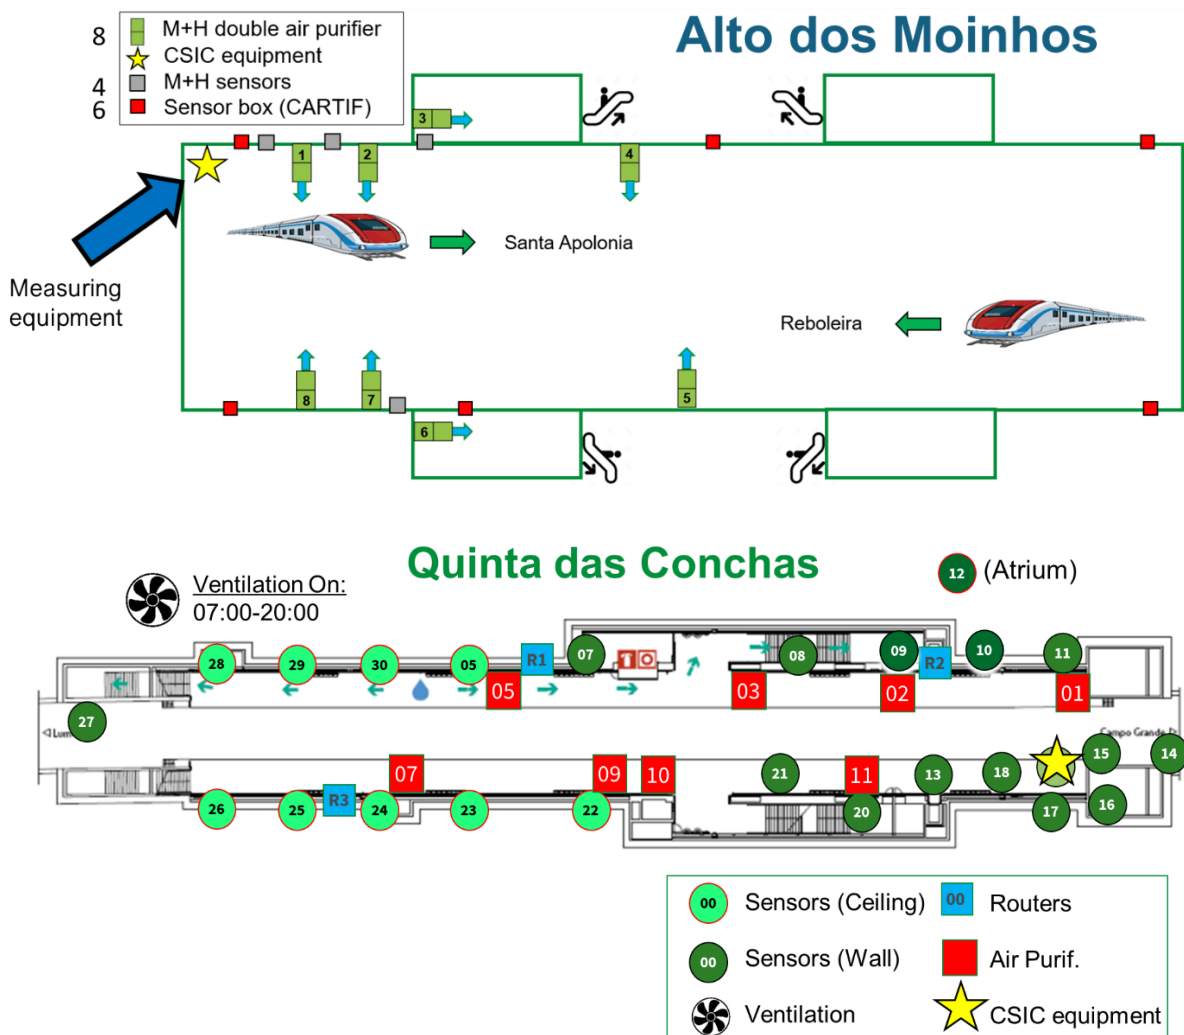 Alto dos Moinhos
8 M+H double air purifier
CSIC equipment
4 M+H sensors
6 Sensor box (CARTIF)
3
1
2
4
Santa Apolonia
Measuring
equipment
Reboleira
8
7
5
6
Quinta das Conchas
12 (Atrium)
Ventilation On:
07:00-20:00
28
29
30
05
R1
07
08
09
R2
10
11
05
03
02
01
27
Campo Grande
15
14
07
09
10
21
11
13
18
26
25
R3
24
23
22
20
17
16
00 Sensors (Ceiling)
00 Routers
00 Sensors (Wall)
Air Purif.
Ventilation
CSIC equipment